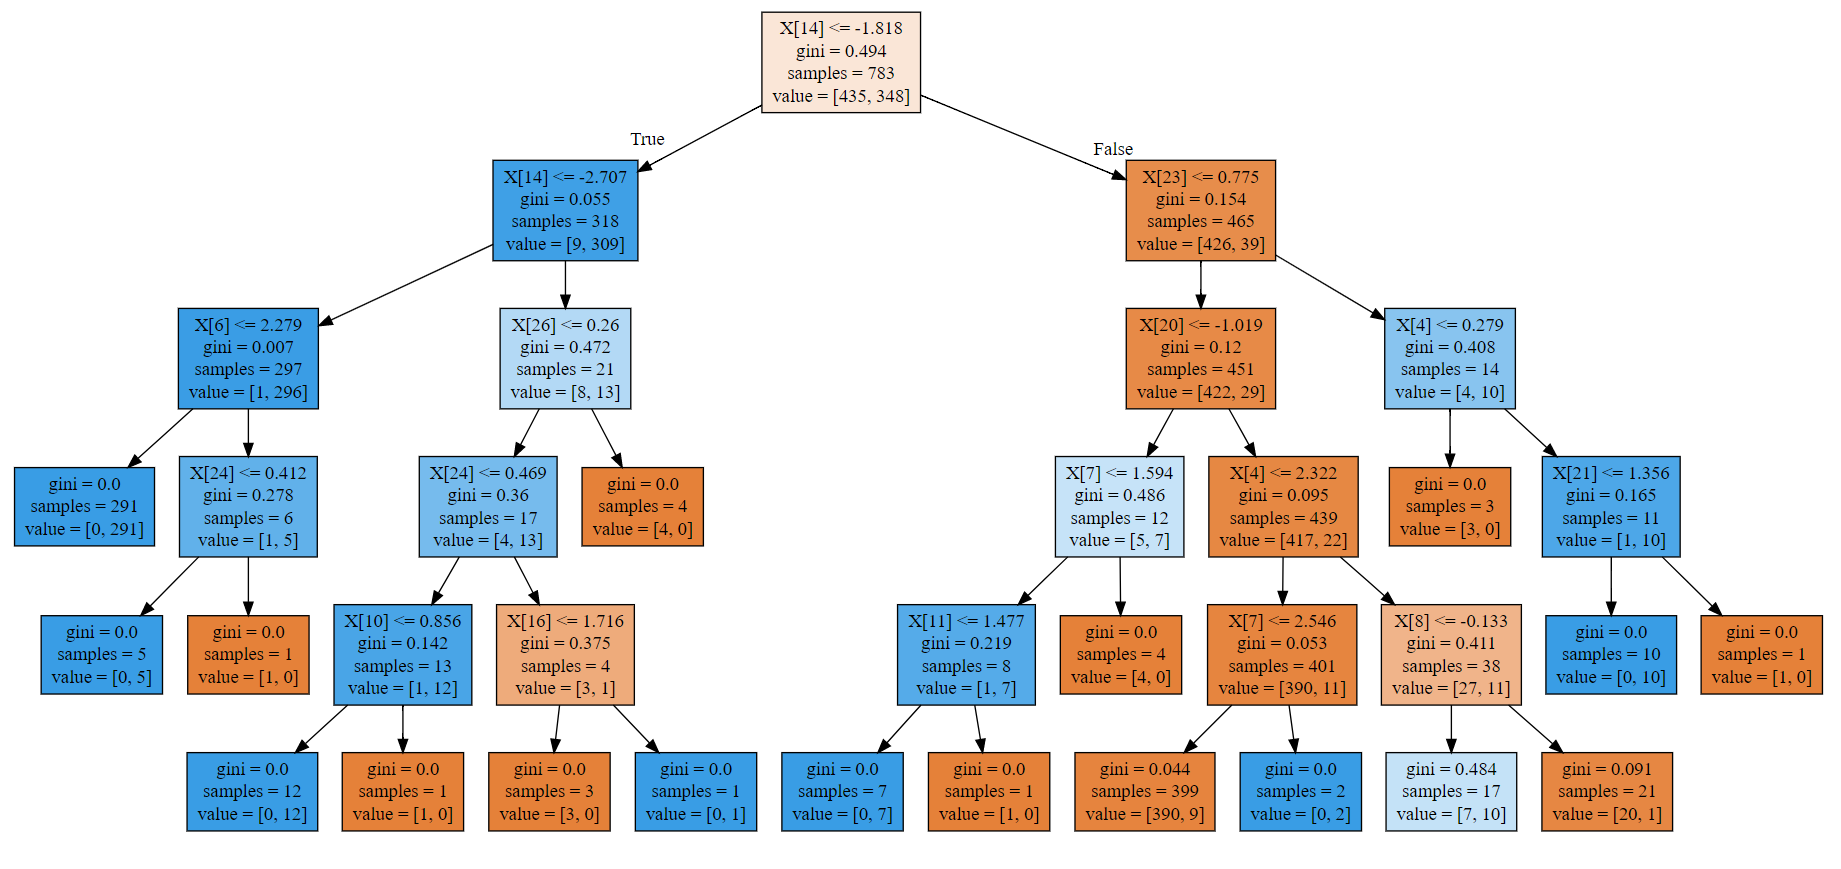 X[14] <= -1.818
gini = 0.494
samples = 783
value = [435, 348]
True
False
X[14] <= -2.707
gini = 0.055
samples = 318
value = [9, 309]
X[23] <= 0.775
gini = 0.154
samples = 465
value = [426, 39]
X[6] <= 2.279
gini = 0.007
samples = 297
value = [1, 296]
X[26] <= 0.26
gini = 0.472
samples = 21
value = [8, 13]
X[20] <= -1.019
gini = 0.12
samples = 451
value = [422, 29]
X[4] <= 0.279
gini = 0.408
samples = 14
value = [4, 10]
gini = 0.0
samples = 291
value = [0, 291]
X[24] <= 0.412
gini = 0.278
samples = 6
value = [1, 5]
X[24] <= 0.469
gini = 0.36
samples = 17
value = [4, 13]
gini = 0.0
samples = 4
value = [4, 0]
X[7] <= 1.594
gini = 0.486
samples = 12
value = [5, 7]
X[4] <= 2.322
gini = 0.095
samples = 439
value = [417, 22]
gini = 0.0
samples = 3
value = [3, 0]
X[21] <= 1.356
gini = 0.165
samples = 11
value = [1, 10]
gini = 0.0
samples = 5
value = [0, 5]
gini = 0.0
samples = 1
value = [1, 0]
X[10] <= 0.856
gini = 0.142
samples = 13
value = [1, 12]
X[16] <= 1.716
gini = 0.375
samples = 4
value = [3, 1]
X[11] <= 1.477
gini = 0.219
samples = 8
value = [1, 7]
gini = 0.0
samples = 4
value = [4, 0]
X[7] <= 2.546
gini = 0.053
samples = 401
value = [390, 11]
X[8] <= -0.133
gini = 0.411
samples = 38
value = [27, 11]
gini = 0.0
samples = 10
value = [0, 10]
gini = 0.0
samples = 1
value = [1, 0]
gini = 0.0
samples = 12
value = [0, 12]
gini = 0.0
samples = 1
value = [1, 0]
gini = 0.0
samples = 3
value = [3, 0]
gini = 0.0
samples = 1
value = [0, 1]
gini = 0.0
samples = 7
value = [0, 7]
gini = 0.0
samples = 1
value = [1, 0]
gini = 0.044
samples = 399
value = [390, 9]
gini = 0.0
samples = 2
value = [0, 2]
gini = 0.484
samples = 17
value = [7, 10]
gini = 0.091
samples = 21
value = [20, 1]